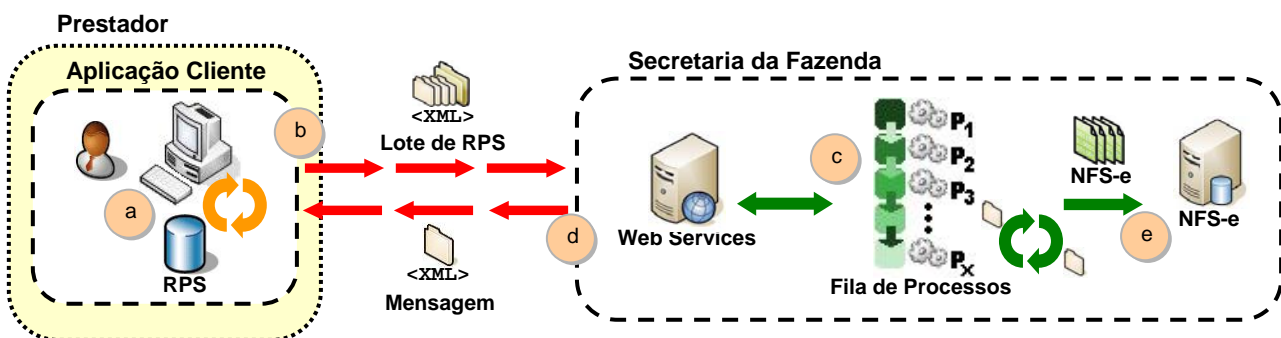 Prestador
Aplicação Cliente
Secretaria da Fazenda
a
RPS
b
<XML>
Lote de RPS
<XML>
Mensagem
d
Web Services
c
P1
P2
P3
Px
Fila de Processos
NFS-e
e
NFS-e